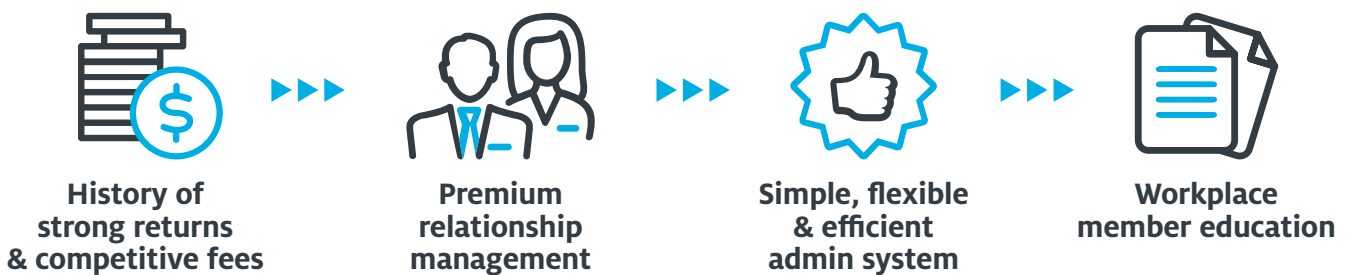 History of
strong returns
& competitive fees
Premium
relationship
management
Simple, flexible
& efficient
admin system
Workplace
member education